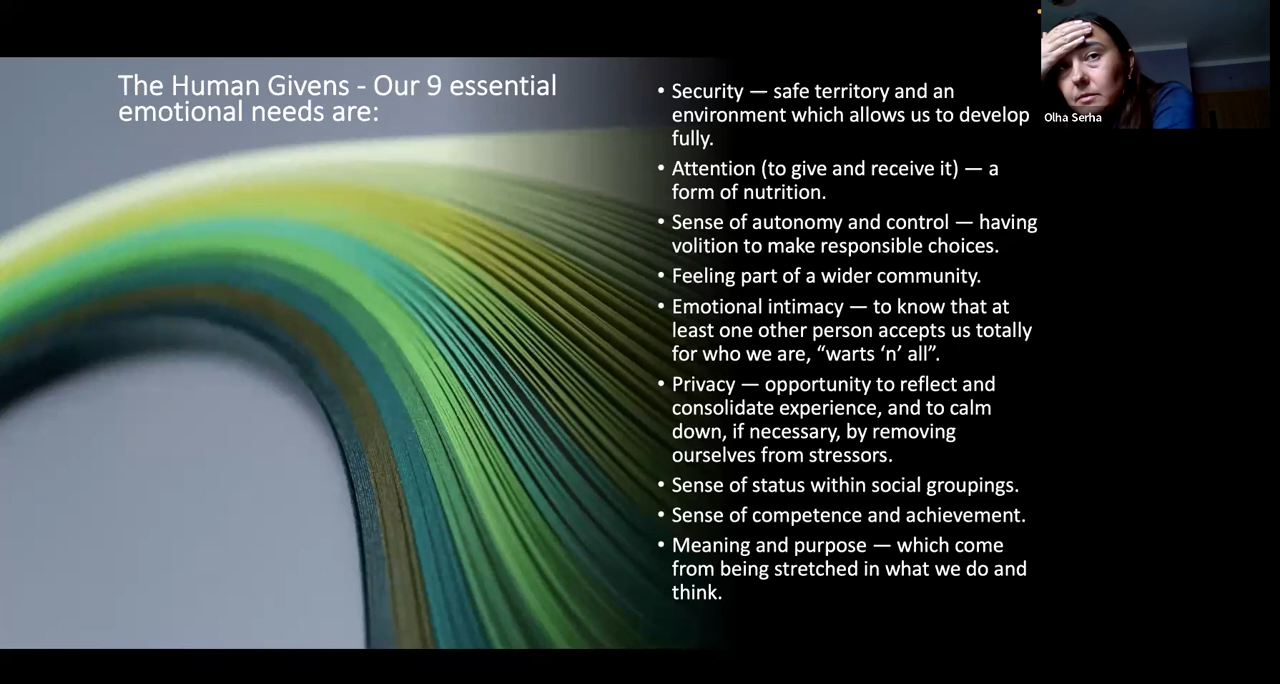 The Human Givens - Our 9 essential
emotional needs are:
• Security — safe territory and an
environment which allows us to develop
fully.
• Attention (to give and receive it) — a
form of nutrition.
• Sense of autonomy and control — having
volition to make responsible choices.
• Feeling part of a wider community.
• Emotional intimacy — to know that at
least one other person accepts us totally
for who we are, “warts ‘n’ all”.
• Privacy — opportunity to reflect and
consolidate experience, and to calm
down, if necessary, by removing
ourselves from stressors.
• Sense of status within social groupings.
• Sense of competence and achievement.
• Meaning and purpose — which come
from being stretched in what we do and
think.
Olha Serha